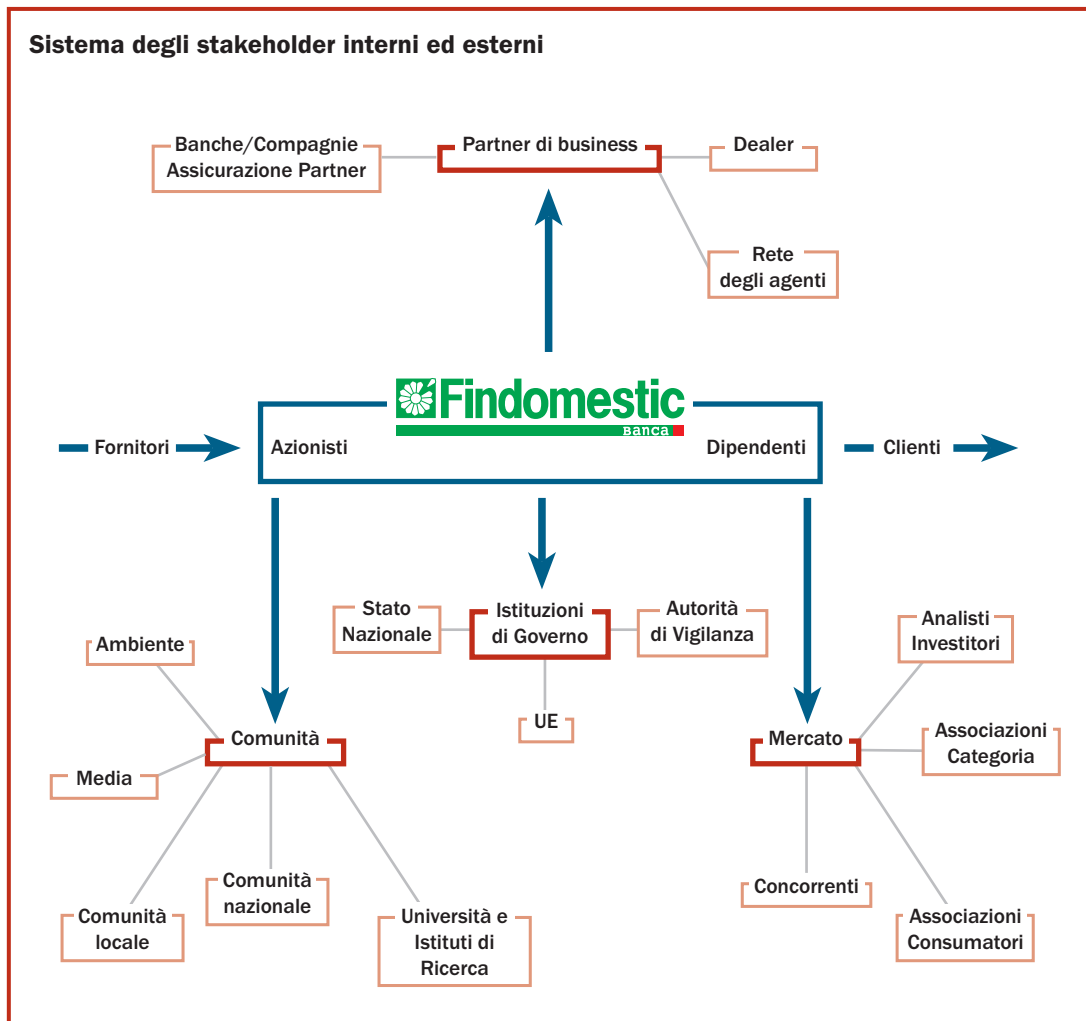 Sistema degli stakeholder interni ed esterni
Banche/Compagnie
Assicurazione Partner
Partner di business
Dealer
Rete
degli agenti
Findomestic
BANCA
Fornitori
Azionisti
Dipendenti
Clienti
Stato
Nazionale
Istituzioni
di Governo
Autorità
di Vigilanza
UE
Ambiente
Comunità
Media
Comunità
locale
Comunità
nazionale
Università e
Istituti di
Ricerca
Analisti
Investitori
Mercato
Associazioni
Categoria
Concorrenti
Associazioni
Consumatori